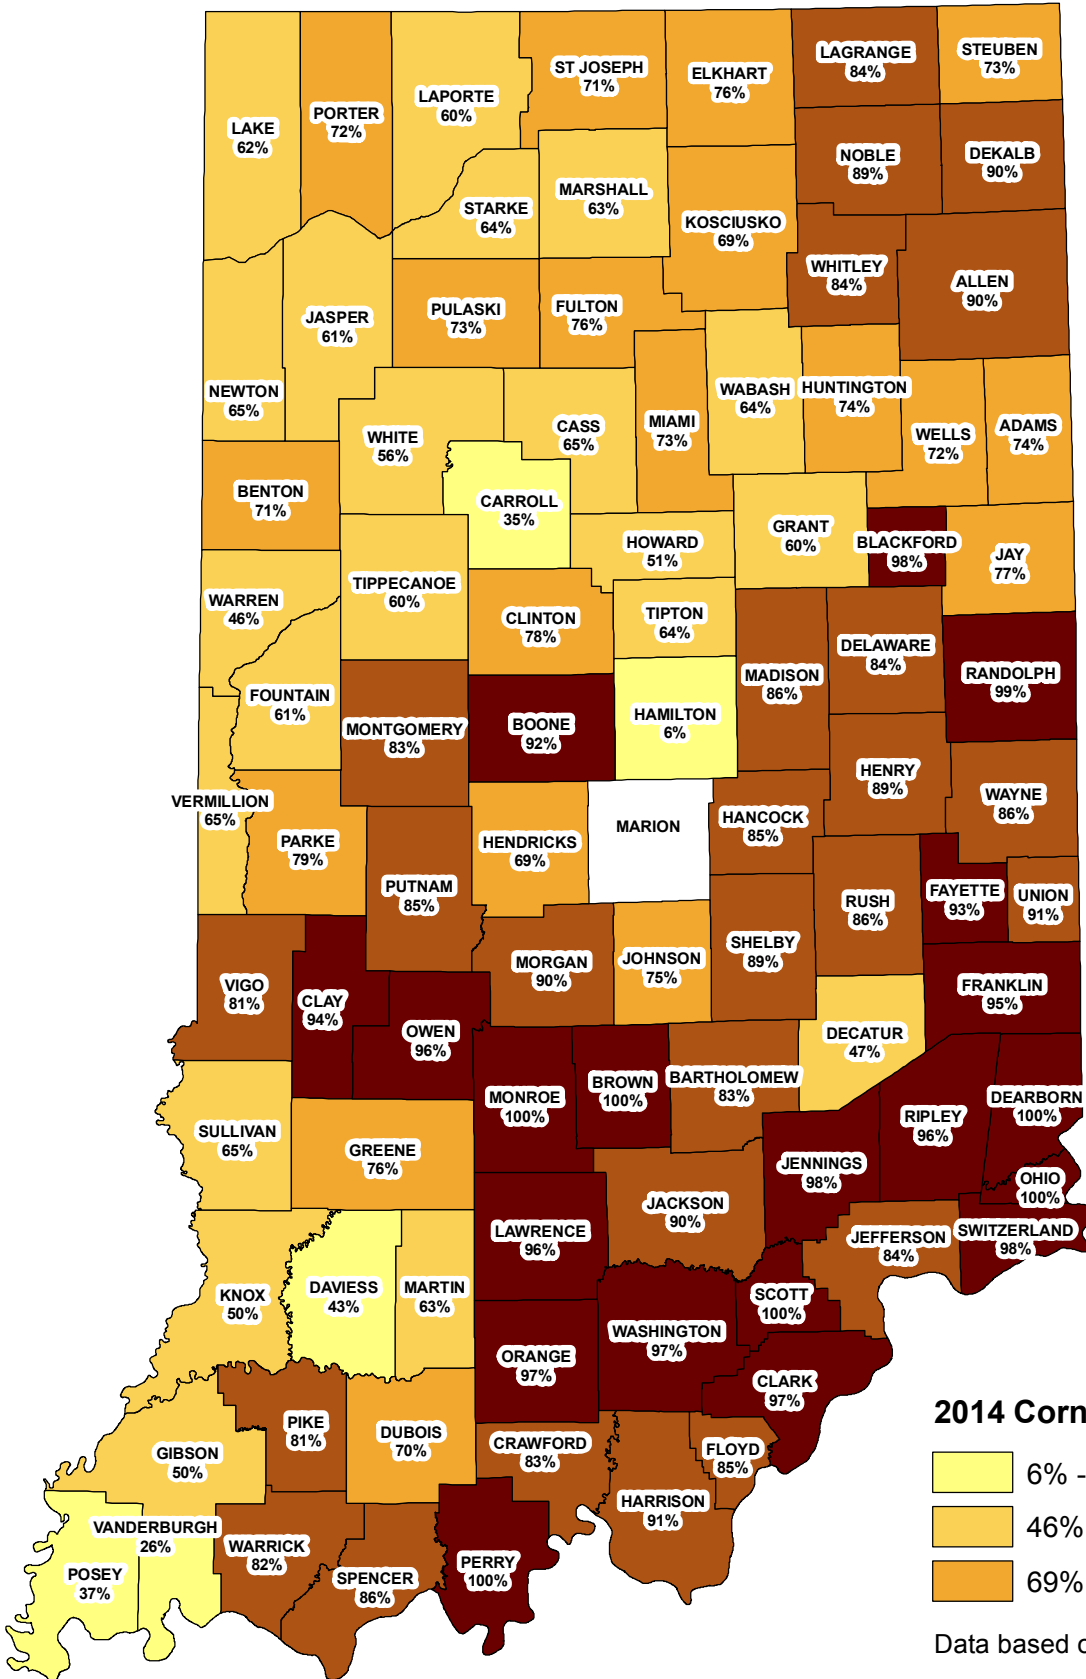 LAGRANGE
84%
STEUBEN
73%
ST JOSEPH
71%
ELKHART
76%
LAPORTE
60%
PORTER
72%
LAKE
62%
NOBLE
89%
DEKALB
90%
MARSHALL
63%
STARKE
64%
KOSCIUSKO
69%
WHITLEY
84%
ALLEN
90%
JASPER
61%
PULASKI
73%
FULTON
76%
NEWTON
65%
WABASH
64%
HUNTINGTON
74%
MIAMI
73%
CASS
65%
WHITE
56%
WELLS
72%
ADAMS
74%
BENTON
71%
CARROLL
35%
GRANT
60%
HOWARD
51%
BLACKFORD
98%
JAY
77%
TIPPECANOE
60%
WARREN
46%
CLINTON
78%
TIPTON
64%
DELAWARE
84%
MADISON
86%
RANDOLPH
99%
FOUNTAIN
61%
MONTGOMERY
83%
BOONE
92%
HAMILTON
6%
HENRY
89%
WAYNE
86%
VERMILLION
65%
PARKE
79%
HENDRICKS
69%
MARION
HANCOCK
85%
PUTNAM
85%
RUSH
86%
FAYETTE
93%
UNION
91%
SHELBY
89%
MORGAN
90%
JOHNSON
75%
VIGO
81%
CLAY
94%
OWEN
96%
FRANKLIN
95%
DECATUR
47%
MONROE
100%
BROWN
100%
BARTHOLOMEW
83%
RIPLEY
96%
DEARBORN
100%
SULLIVAN
65%
GREENE
76%
JENNINGS
98%
OHIO
100%
JACKSON
90%
LAWRENCE
96%
JEFFERSON
84%
SWITZERLAND
98%
KNOX
50%
DAVIESS
43%
MARTIN
63%
SCOTT
100%
WASHINGTON
97%
ORANGE
97%
CLARK
97%
PIKE
81%
DUBOIS
70%
CRAWFORD
83%
FLOYD
85%
GIBSON
50%
HARRISON
91%
VANDERBURGH
26%
WARRICK
82%
POSEY
37%
SPENCER
86%
PERRY
100%
2014 Corn
6% -
46%
69%
Data based o